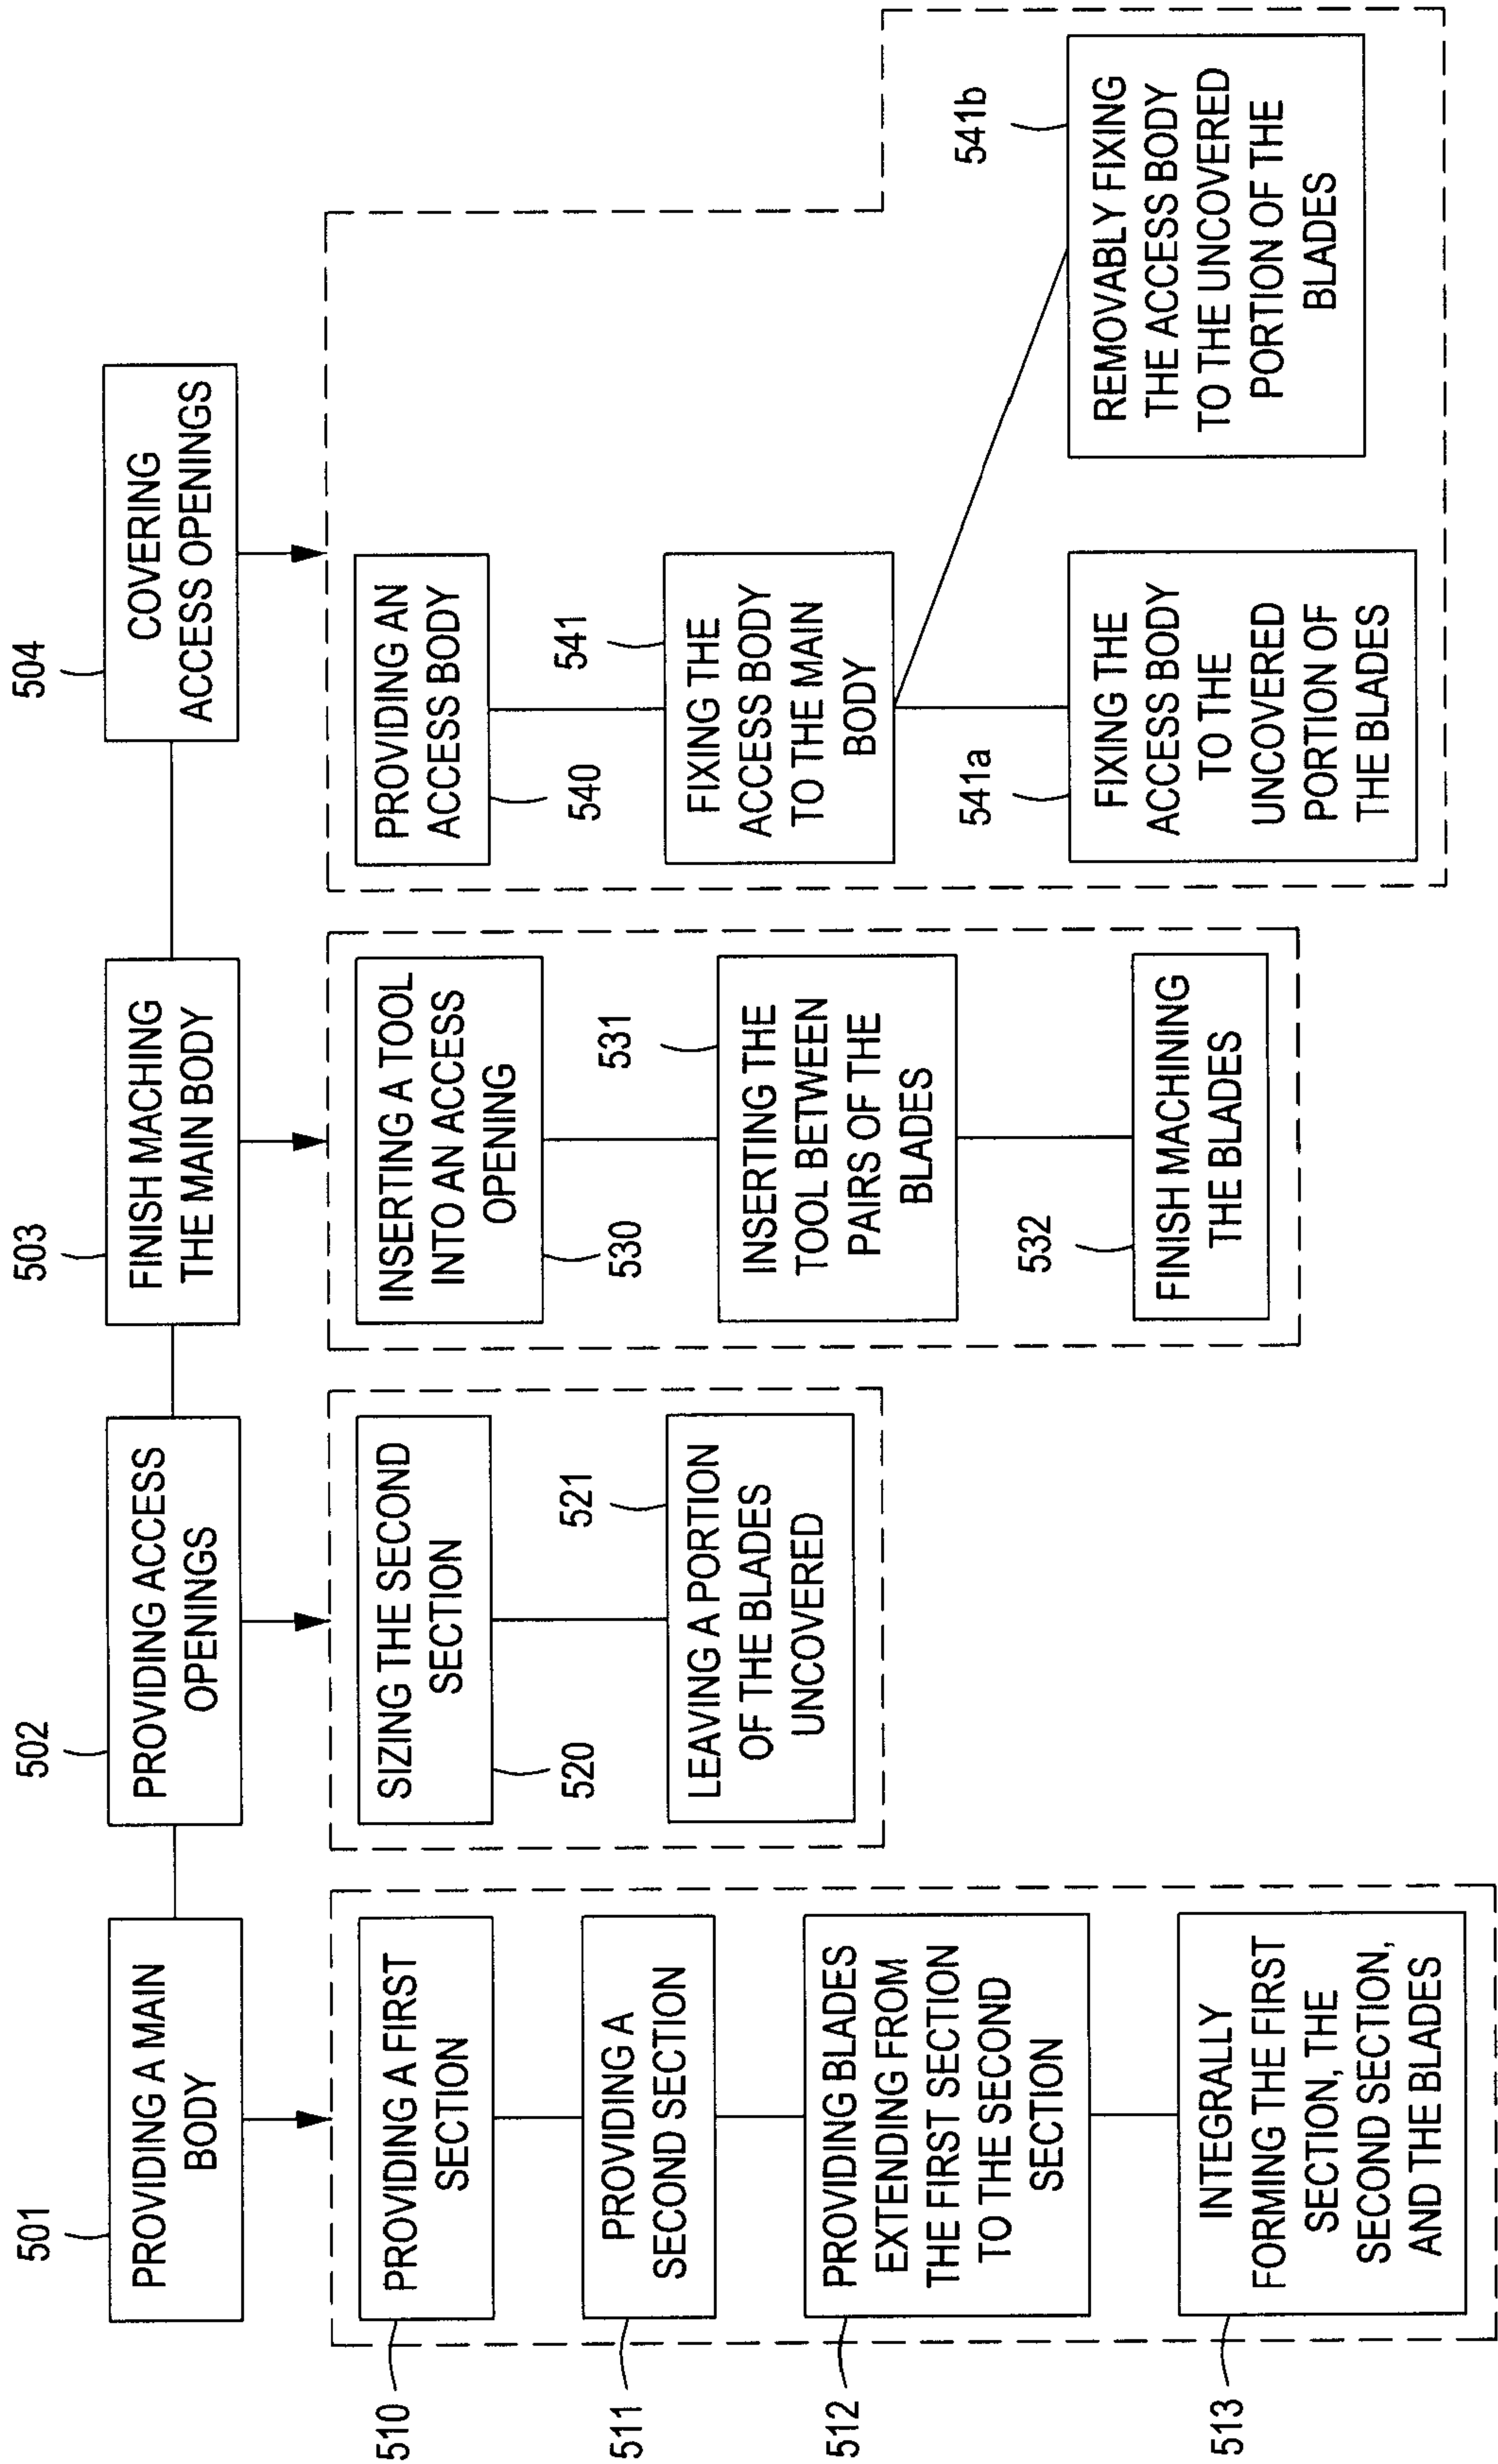 501
PROVIDING A MAIN
BODY
510
PROVIDING A FIRST
SECTION
511
PROVIDING A
SECOND SECTION
512
PROVIDING BLADES
EXTENDING FROM
THE FIRST SECTION
TO THE SECOND
SECTION
513
INTEGRALLY
FORMING THE FIRST
SECTION, THE
SECOND SECTION,
AND THE BLADES
502
PROVIDING ACCESS
OPENINGS
SIZING THE SECOND
SECTION
520
521
LEAVING A PORTION
OF THE BLADES
UNCOVERED
503
FINISH MACHING
THE MAIN BODY
INSERTING A TOOL
INTO AN ACCESS
OPENING
530
531
INSERTING THE
TOOL BETWEEN
PAIRS OF THE
BLADES
532
FINISH MACHINING
THE BLADES
504
COVERING
ACCESS OPENINGS
PROVIDING AN
ACCESS BODY
540
541
FIXING THE
ACCESS BODY
TO THE MAIN
BODY
541a
FIXING THE
ACCESS BODY
TO THE
UNCOVERED
PORTION OF
THE BLADES
541b
REMOVABLY FIXING
THE ACCESS BODY
TO THE UNCOVERED
PORTION OF THE
BLADES